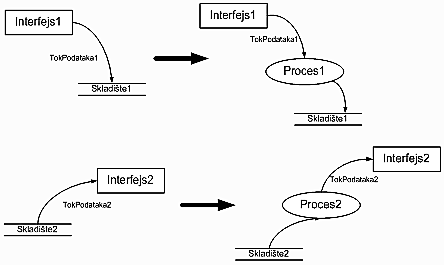 Interfejs1
TokPodataka1
Skladište1
Interfejs1
TokPodataka1
Proces1
Skladište1
Interfejs2
TokPodataka2
Skladište2
Interfejs2
TokPodataka2
Proces2
Skladište2